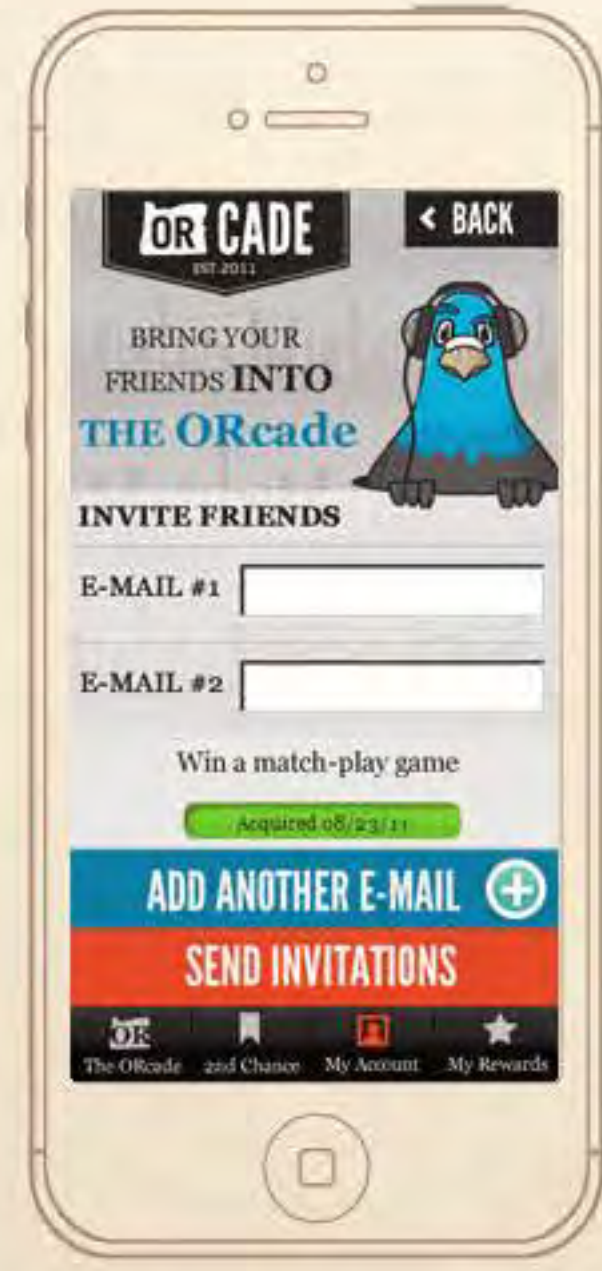 OR CADE
EST. 2011
< BACK
BRING YOUR
FRIENDS INTO
THE ORcade
INVITE FRIENDS
E-MAIL #1
E-MAIL #2
Win a match-play game
Acquired 08/23/11
ADD ANOTHER E-MAIL
SEND INVITATIONS
OR
The ORcade 2nd Chance My Account My Rewards